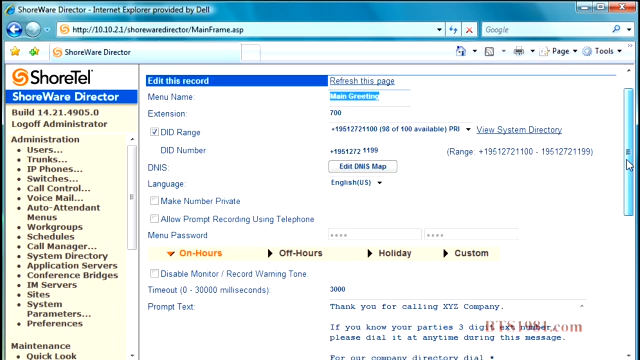 ShoreWare Director - Internet Explorer provided by Dell
http://10.10.2.1/shorewaredirector/MainFrame.asp
Google
ShoreWare Director
Page
Tools
ShoreTel
ShoreWare Director
Build 14.21.4905.0
Logoff Administrator
Administration
Users...
Trunks...
IP Phones...
Switches...
Call Control...
Voice Mail...
Auto-Attendant
Menus
Workgroups
Schedules
Call Manager...
System Directory
Application Servers
Conference Bridges
IM Servers
Sites
System
Parameters...
Preferences
Maintenance
Quick Look
Edit this record
Refresh this page
Menu Name: Main Greeting
Extension: 700
DID Range +19512721100 (98 of 100 available) PRI View System Directory
DID Number +1951272 1199 (Range: +19512721100 - 19512721199)
DNIS: Edit DNIS Map
Language: English(US)
Make Number Private
Allow Prompt Recording Using Telephone
Menu Password
On-Hours Off-Hours Holiday Custom
Disable Monitor / Record Warning Tone.
Timeout (0 - 30000 milliseconds): 3000
Prompt Text: Thank you for calling XYZ Company.
If you know your parties 3 digit ext number,
please dial it at anytime during this message.
For our company directory dial *